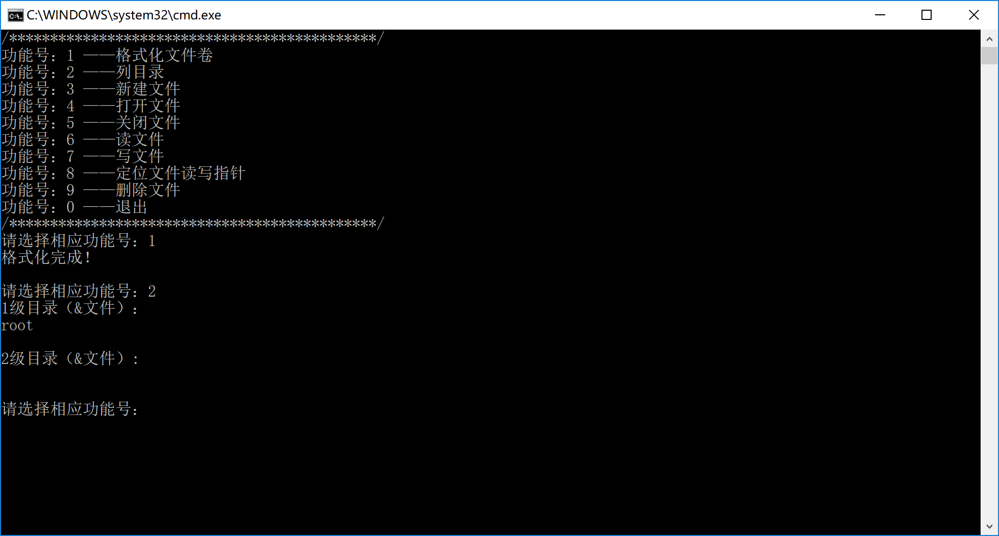 C:\WINDOWS\system32\cmd.exe
/*********************************************/
功能号：1 ——格式化文件卷
功能号：2 ——列目录
功能号：3 ——新建文件
功能号：4 ——打开文件
功能号：5 ——关闭文件
功能号：6 ——读文件
功能号：7 ——写文件
功能号：8 ——定位文件读写指针
功能号：9 ——删除文件
功能号：0 ——退出
/*********************************************/
请选择相应功能号：1
格式化完成！
请选择相应功能号：2
1级目录（&文件）：
root
2级目录（&文件）:
请选择相应功能号：